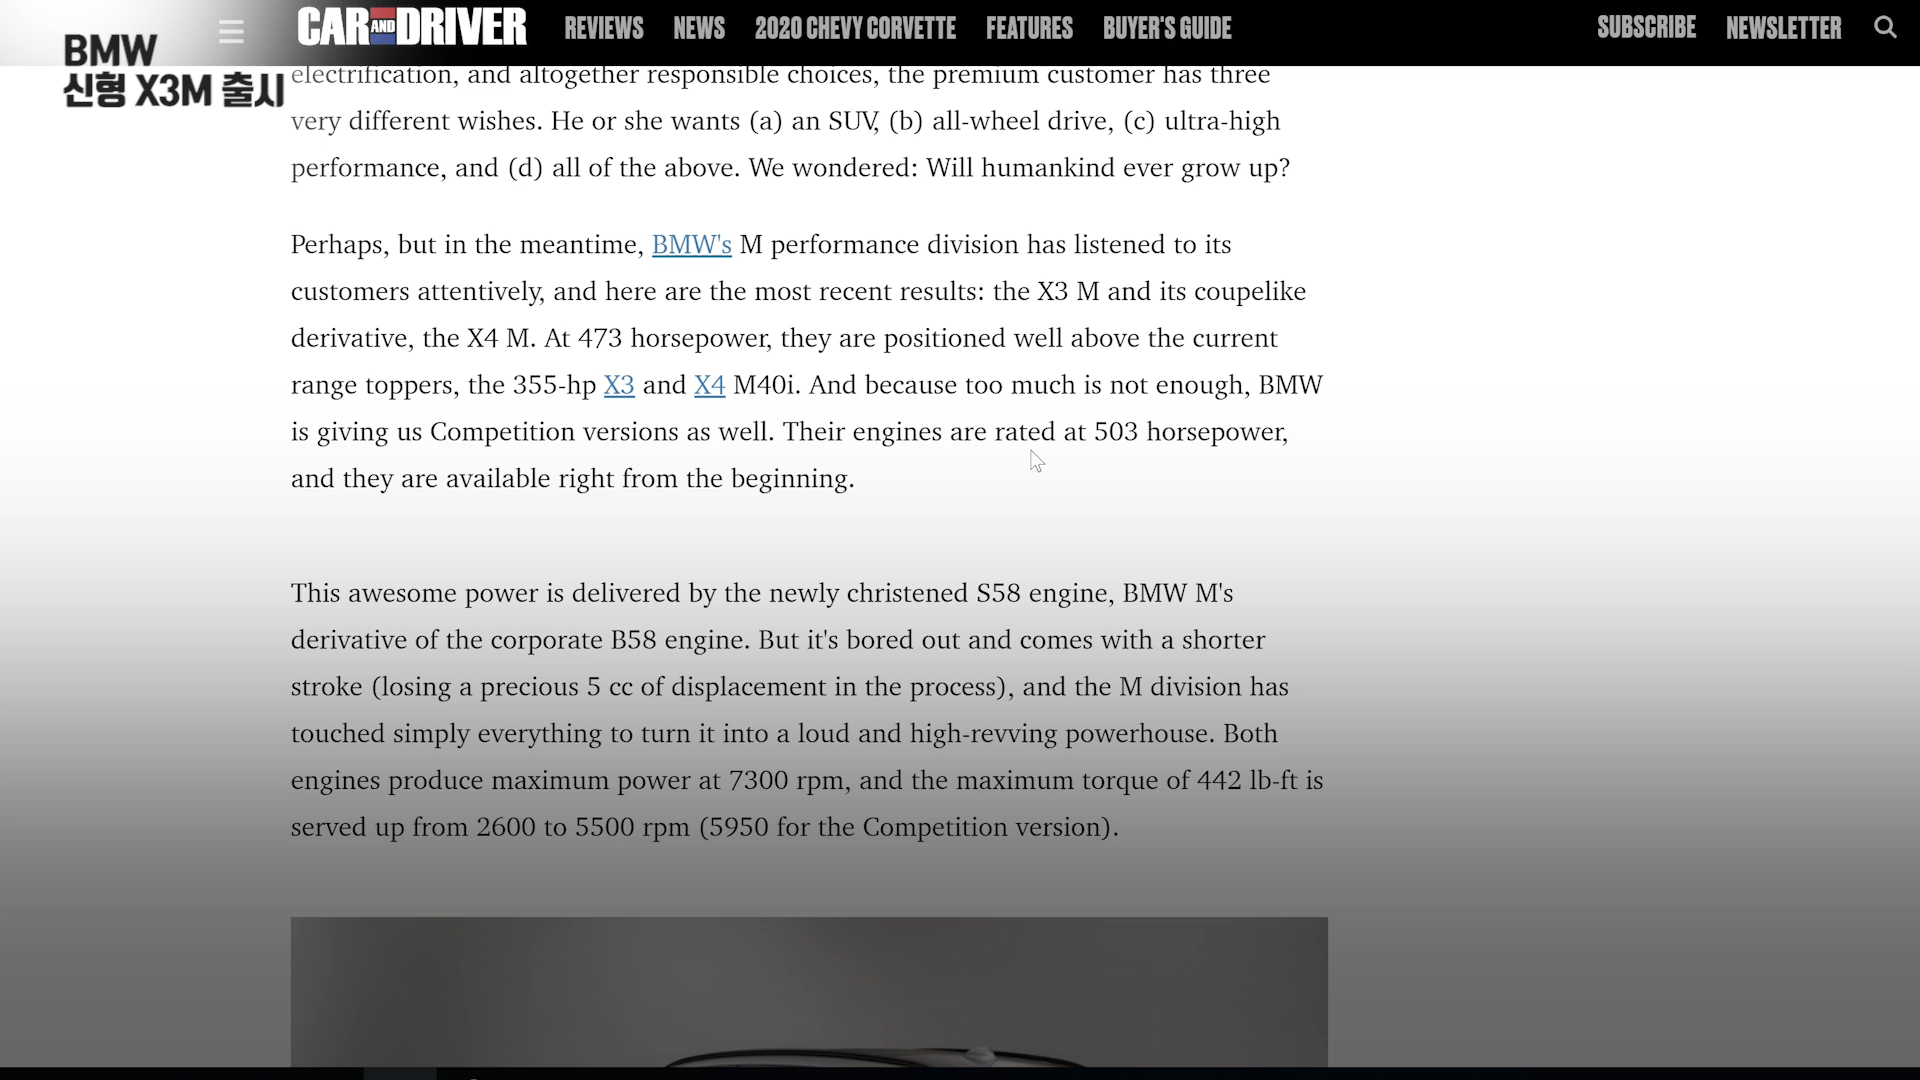 CAR AND DRIVER REVIEWS NEWS 2020 CHEVY CORVETTE FEATURES BUYER'S GUIDE SUBSCRIBE NEWSLETTER
BMW
신형 X3M 출시
electrification, and altogether responsible choices, the premium customer has three
very different wishes. He or she wants (a) an SUV, (b) all-wheel drive, (c) ultra-high
performance, and (d) all of the above. We wondered: Will humankind ever grow up?
Perhaps, but in the meantime, BMW's M performance division has listened to its
customers attentively, and here are the most recent results: the X3 M and its coupelike
derivative, the X4 M. At 473 horsepower, they are positioned well above the current
range toppers, the 355-hp X3 and X4 M40i. And because too much is not enough, BMW
is giving us Competition versions as well. Their engines are rated at 503 horsepower,
and they are available right from the beginning.
This awesome power is delivered by the newly christened S58 engine, BMW M's
derivative of the corporate B58 engine. But it's bored out and comes with a shorter
stroke (losing a precious 5 cc of displacement in the process), and the M division has
touched simply everything to turn it into a loud and high-revving powerhouse. Both
engines produce maximum power at 7300 rpm, and the maximum torque of 442 lb-ft is
served up from 2600 to 5500 rpm (5950 for the Competition version).